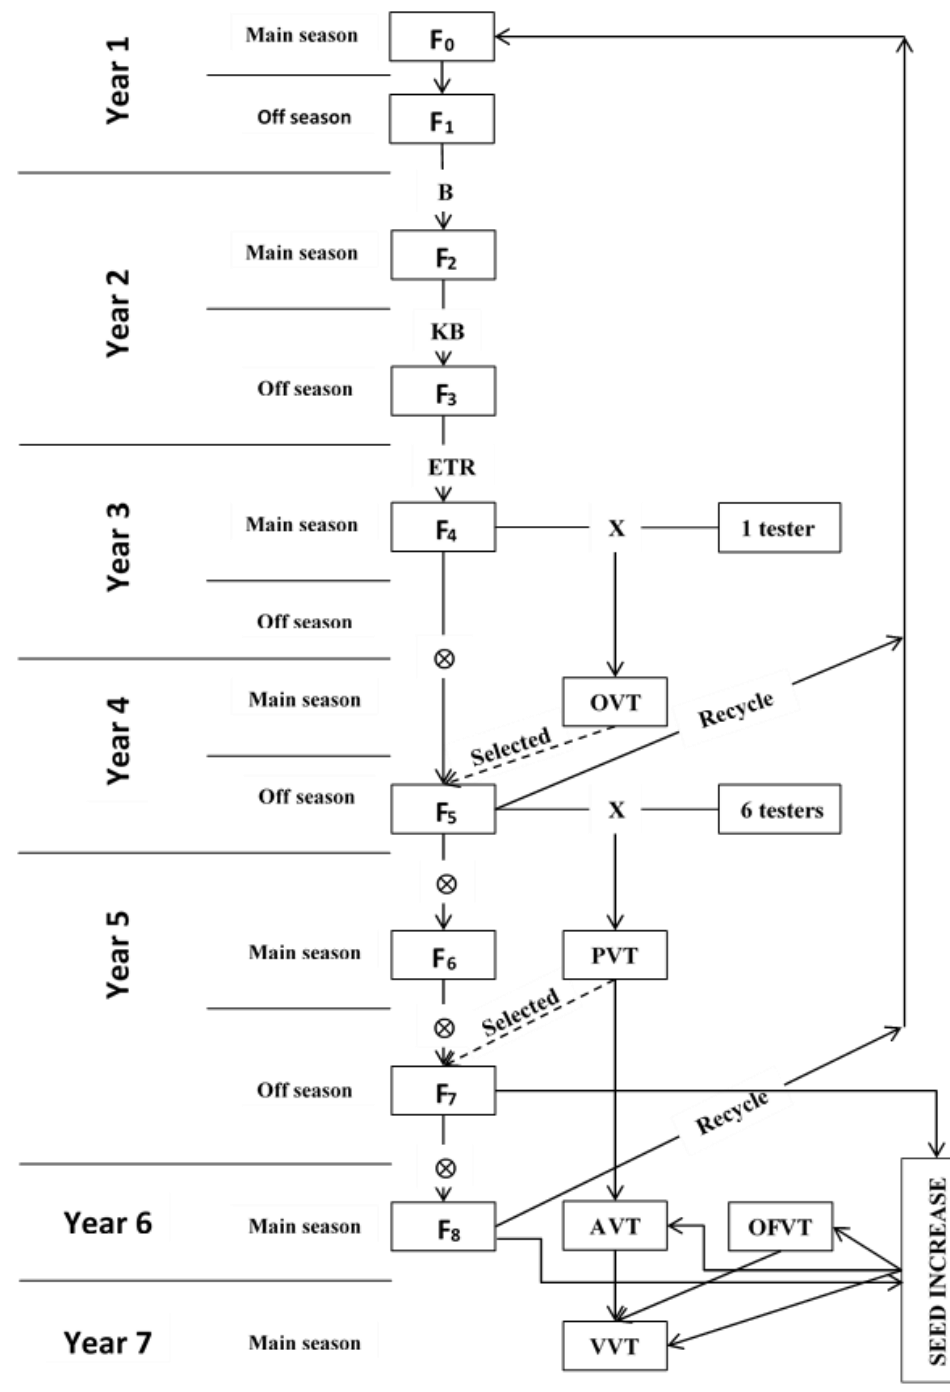 Year 1
Main season
F0
Off season
F1
B
Year 2
Main season
F2
KB
Off season
F3
ETR
Year 3
Main season
F4
X
1 tester
Off season
Year 4
Main season
OVT
Selected
Recycle
Off season
F5
X
6 testers
Year 5
Main season
F6
PVT
Selected
Off season
F7
Recycle
Year 6
Main season
F8
AVT
OFVT
SEED INCREASE
Year 7
Main season
VVT